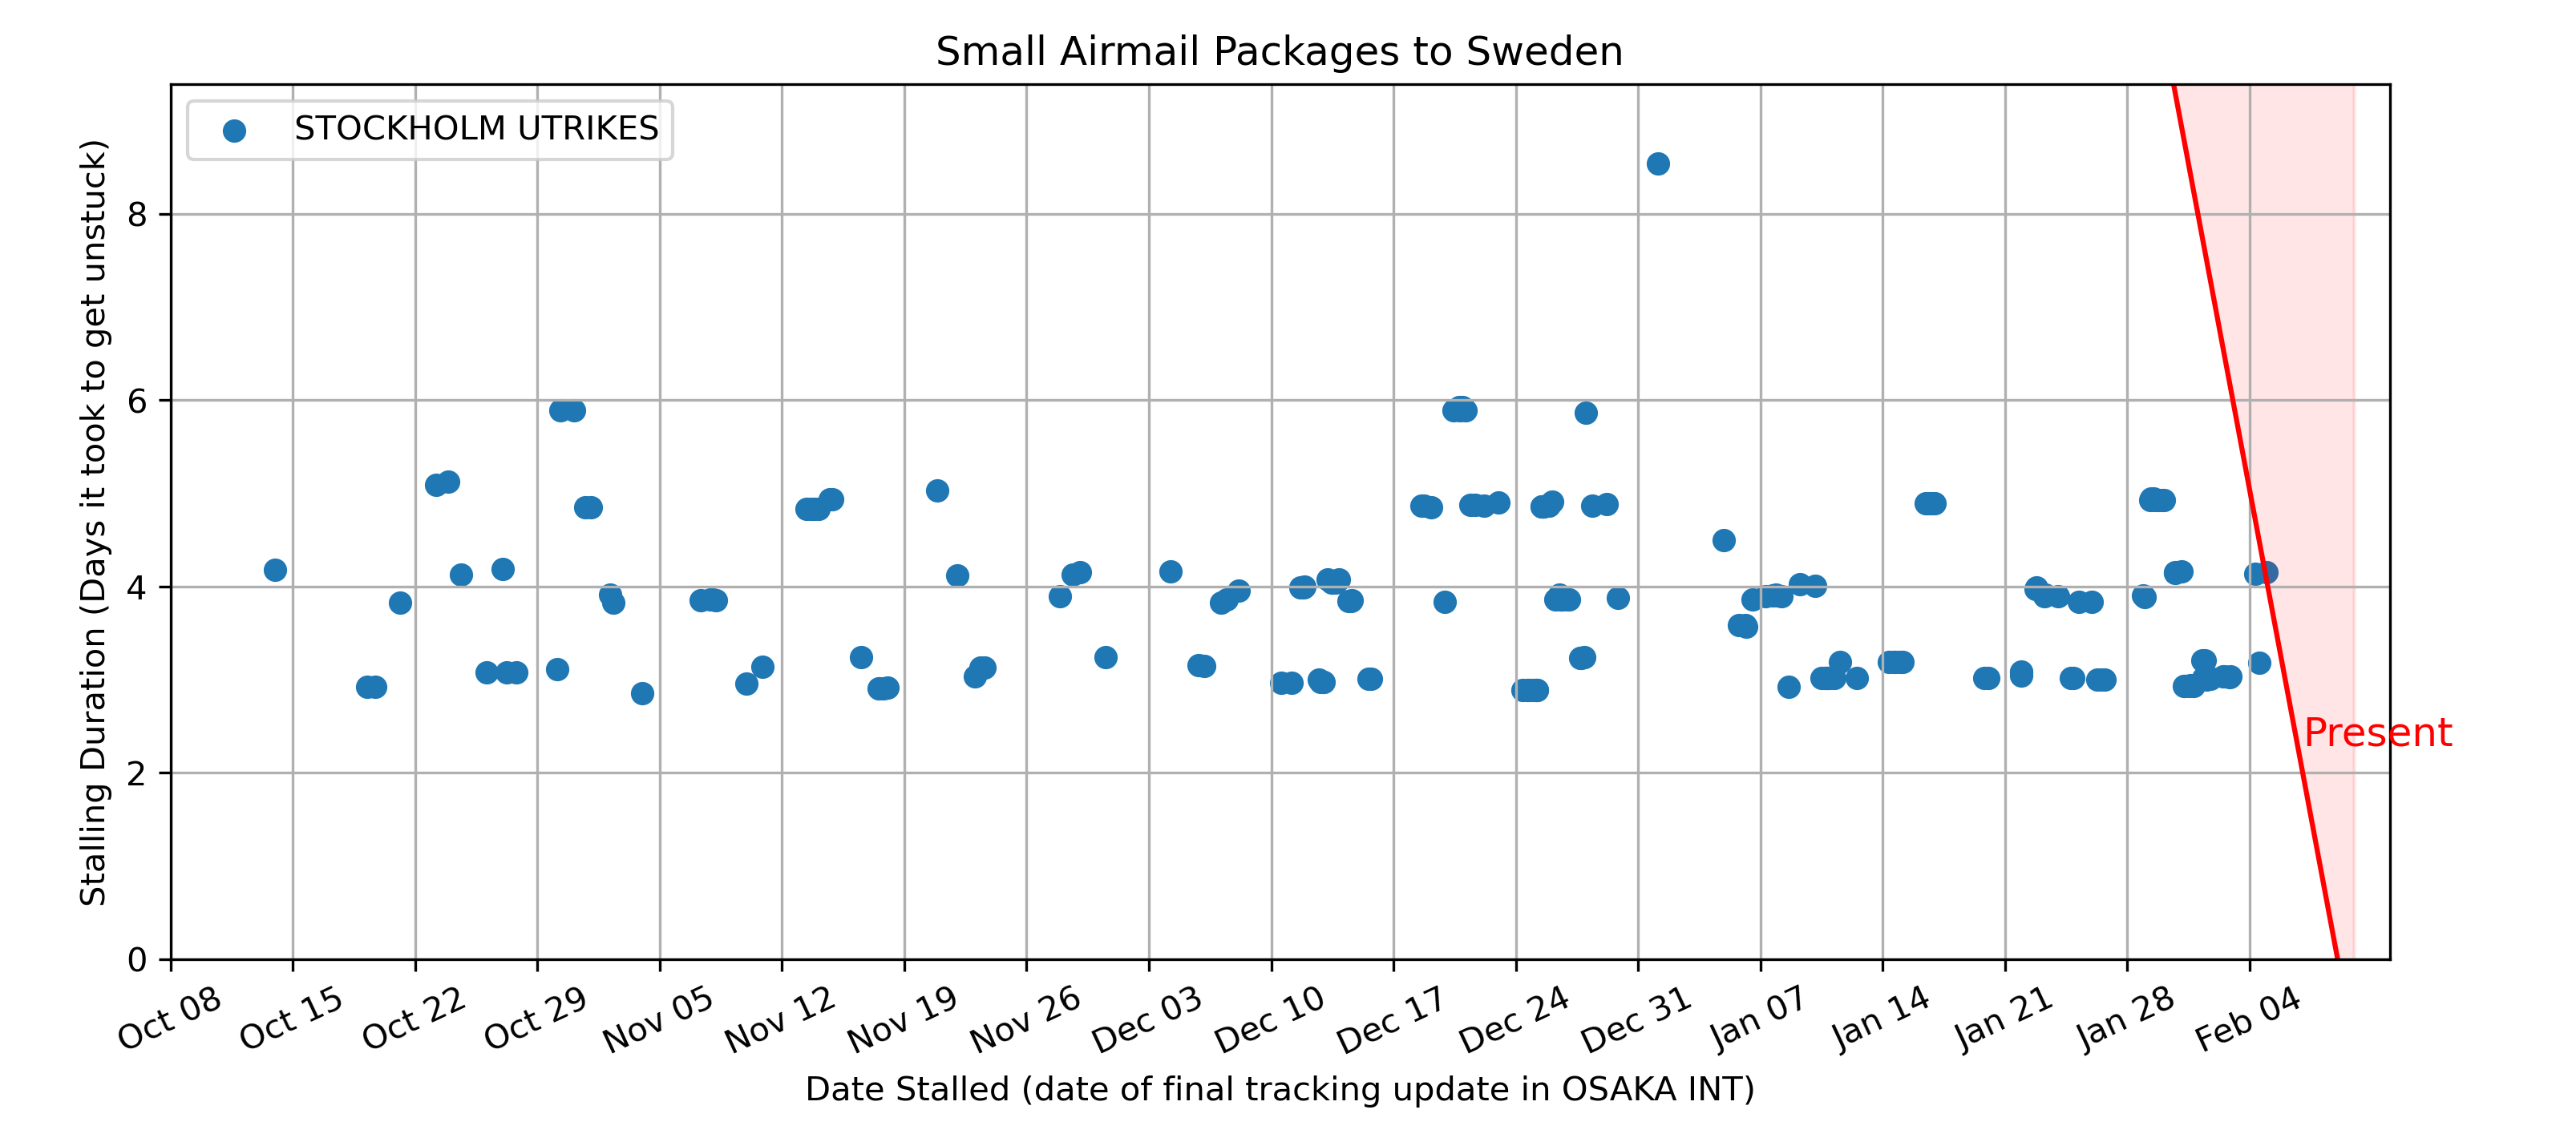 Small Airmail Packages to Sweden
STOCKHOLM UTRIKES
Stalling Duration (Days it took to get unstuck)
8
6
4
2
0
Present
Oct 08
Oct 15
Oct 22
Oct 29
Nov 05
Nov 12
Nov 19
Nov 26
Dec 03
Dec 10
Dec 17
Dec 24
Dec 31
Jan 07
Jan 14
Jan 21
Jan 28
Feb 04
Date Stalled (date of final tracking update in OSAKA INT)